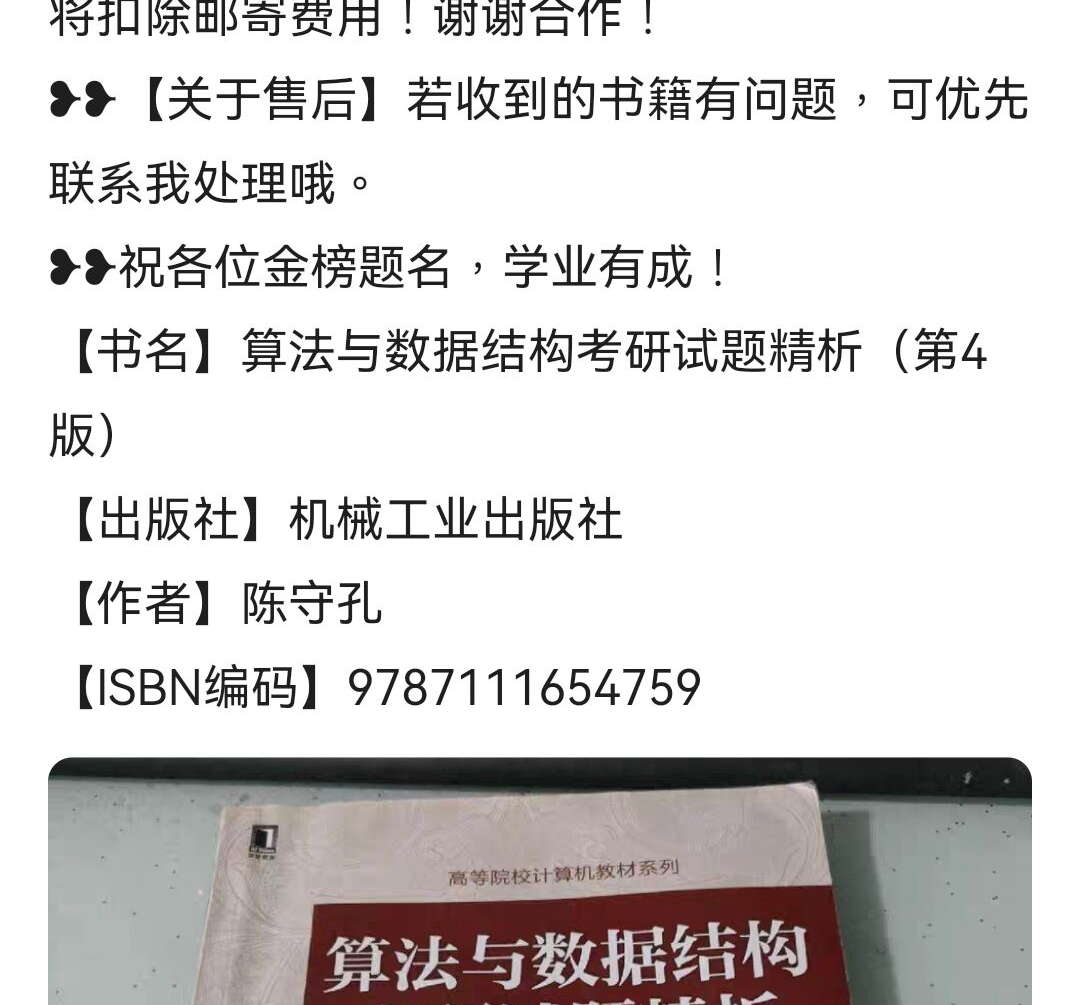 将扣除邮寄费用！谢谢合作！
❥❥【关于售后】若收到的书籍有问题，可优先
联系我处理哦。
❥❥祝各位金榜题名，学业有成！
【书名】算法与数据结构考研试题精析（第4
版）
【出版社】机械工业出版社
【作者】陈守孔
【ISBN编码】9787111654759
高等院校计算机教材系列
算法与数据结构